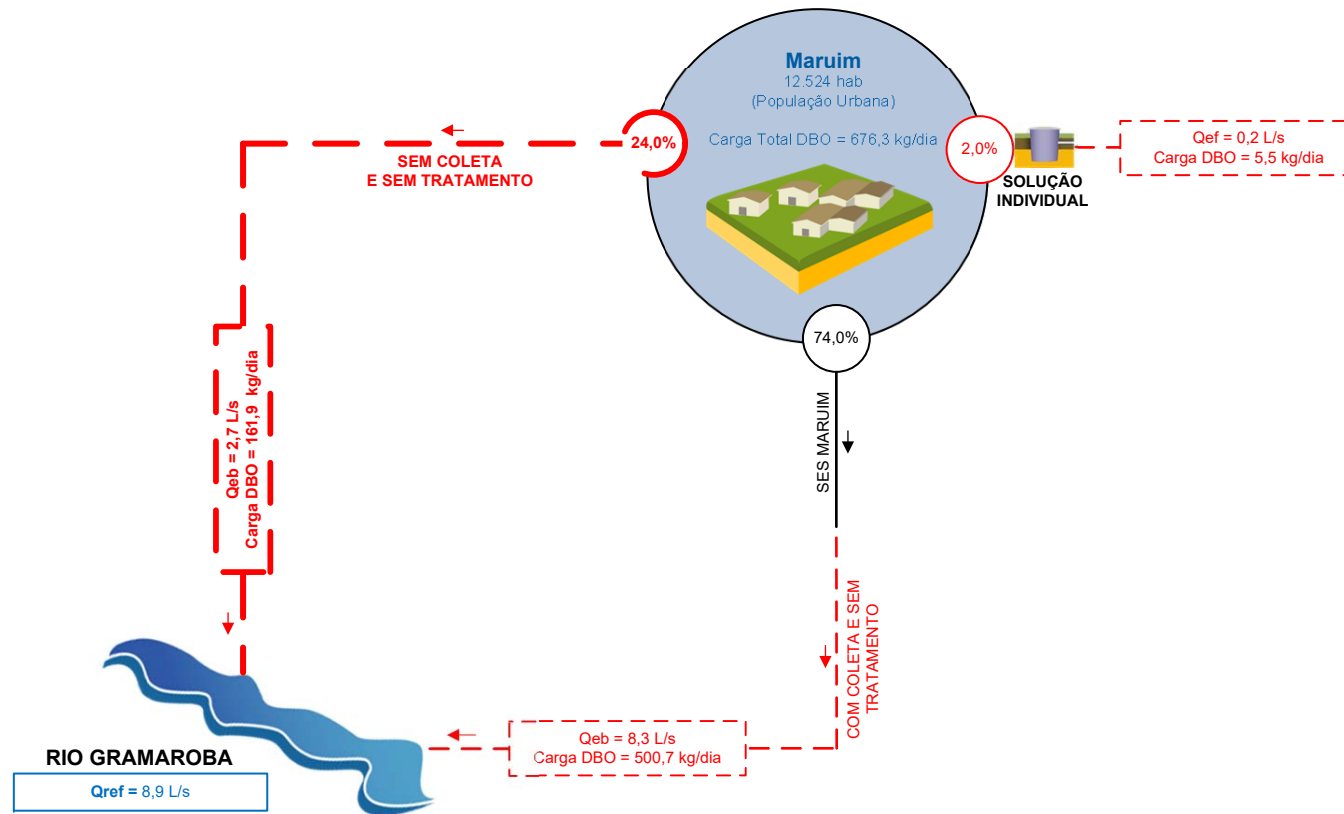 Maruim
12.524 hab
(População Urbana)
Carga Total DBO = 676,3 kg/dia
24,0%
SEM COLETA
E SEM TRATAMENTO
2,0%
SOLUÇÃO
INDIVIDUAL
Qef = 0,2 L/s
Carga DBO = 5,5 kg/dia
74,0%
SES MARUIM
Qeb = 2,7 L/s
Carga DBO = 161,9 kg/dia
COM COLETA E SEM
TRATAMENTO
Qeb = 8,3 L/s
Carga DBO = 500,7 kg/dia
RIO GRAMAROBA
Qref = 8,9 L/s